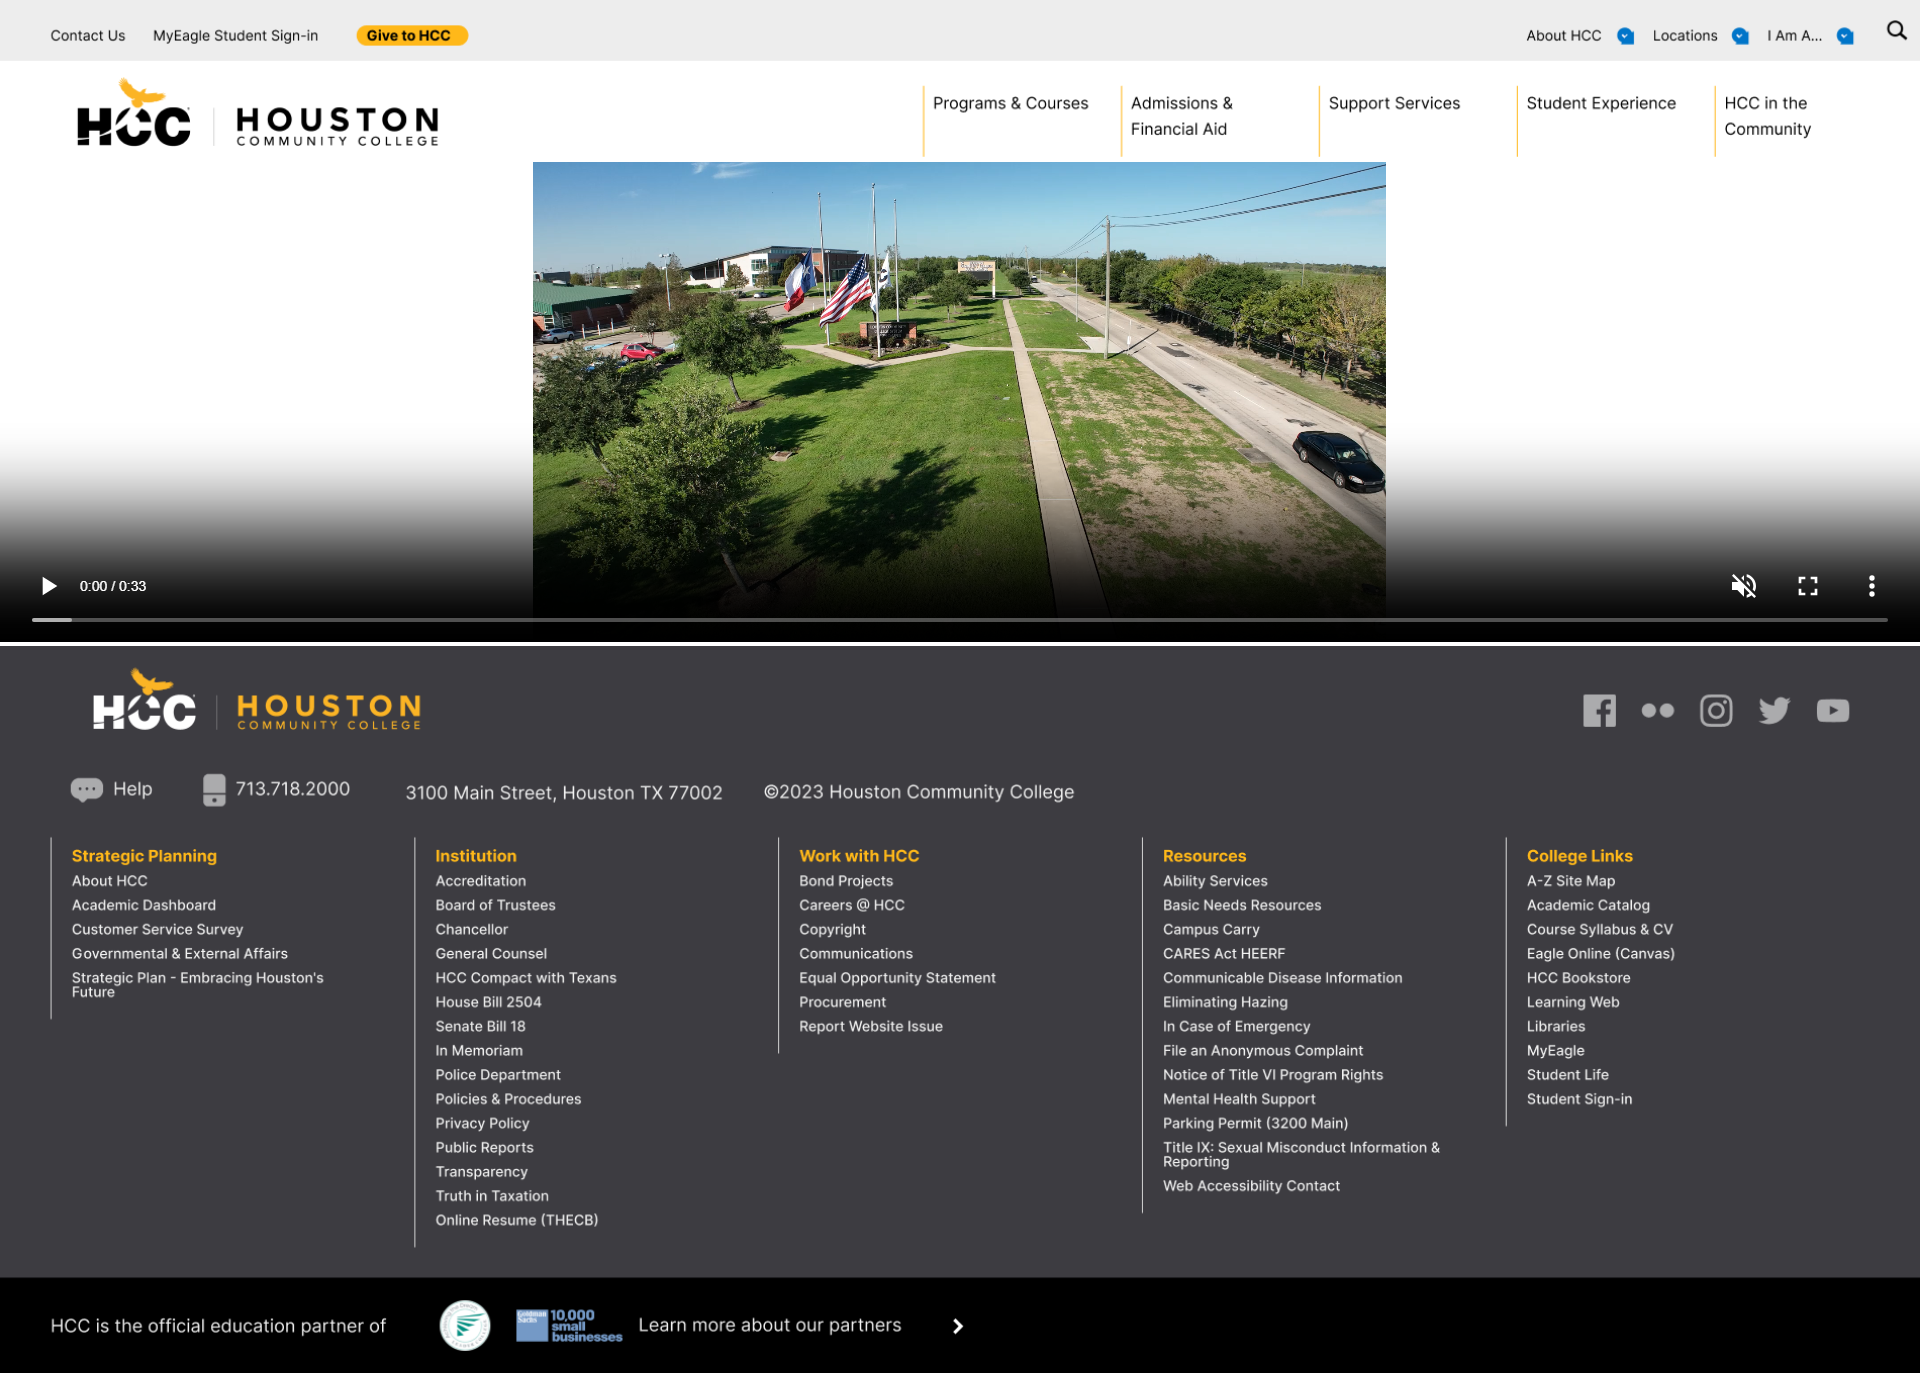 Contact Us
MyEagle Student Sign-in
Give to HCC
About HCC
Locations
I Am A...
HCC
HOUSTON
COMMUNITY COLLEGE
Programs & Courses
Admissions &
Financial Aid
Support Services
Student Experience
HCC in the
Community
0:00 / 0:33
HCC
HOUSTON
COMMUNITY COLLEGE
Help
713.718.2000
3100 Main Street, Houston TX 77002
©2023 Houston Community College
Strategic Planning
About HCC
Academic Dashboard
Customer Service Survey
Governmental & External Affairs
Strategic Plan - Embracing Houston's
Future
Institution
Accreditation
Board of Trustees
Chancellor
General Counsel
HCC Compact with Texans
House Bill 2504
Senate Bill 18
In Memoriam
Police Department
Policies & Procedures
Privacy Policy
Public Reports
Transparency
Truth in Taxation
Online Resume (THECB)
Work with HCC
Bond Projects
Careers @ HCC
Copyright
Communications
Equal Opportunity Statement
Procurement
Report Website Issue
Resources
Ability Services
Basic Needs Resources
Campus Carry
CARES Act HEERF
Communicable Disease Information
Eliminating Hazing
In Case of Emergency
File an Anonymous Complaint
Notice of Title VI Program Rights
Mental Health Support
Parking Permit (3200 Main)
Title IX: Sexual Misconduct Information &
Reporting
Web Accessibility Contact
College Links
A-Z Site Map
Academic Catalog
Course Syllabus & CV
Eagle Online (Canvas)
HCC Bookstore
Learning Web
Libraries
MyEagle
Student Life
Student Sign-in
HCC is the official education partner of
Goldman
Sachs
10,000
small
businesses
Learn more about our partners